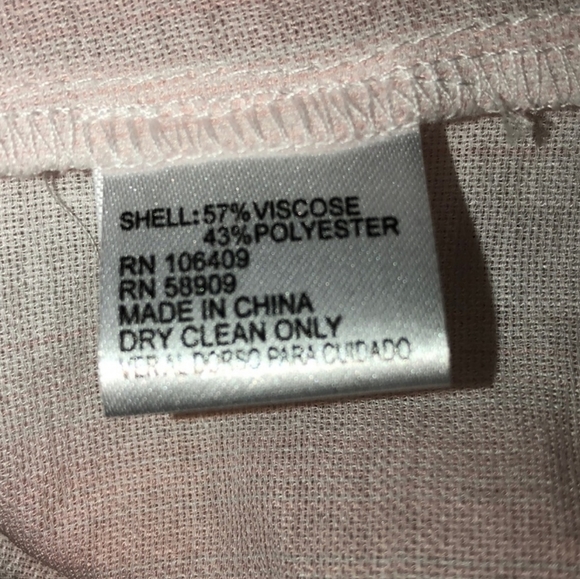 SHELL: 57% VISCOSE
43% POLYESTER
RN 106409
RN 58909
MADE IN CHINA
DRY CLEAN ONLY
VER AL DORSO PARA CUIDADO